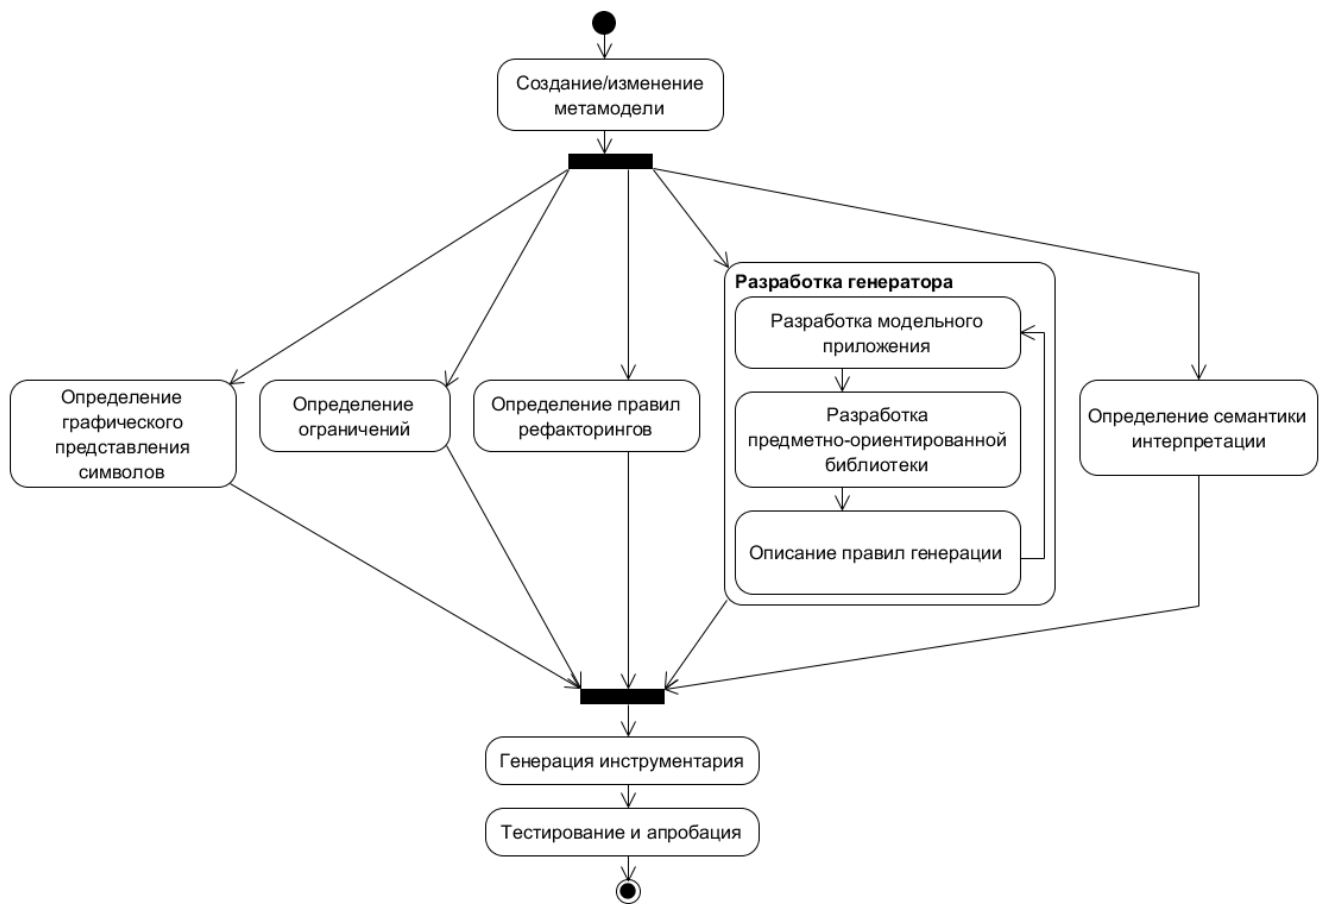 Создание/изменение
метамодели
Разработка генератора
Разработка модельного
приложения
Определение
графического
представления
символов
Определение
ограничений
Определение правил
рефакторингов
Разработка
предметно-ориентированной
библиотеки
Определение семантики
интерпретации
Описание правил генерации
Генерация инструментария
Тестирование и апробация